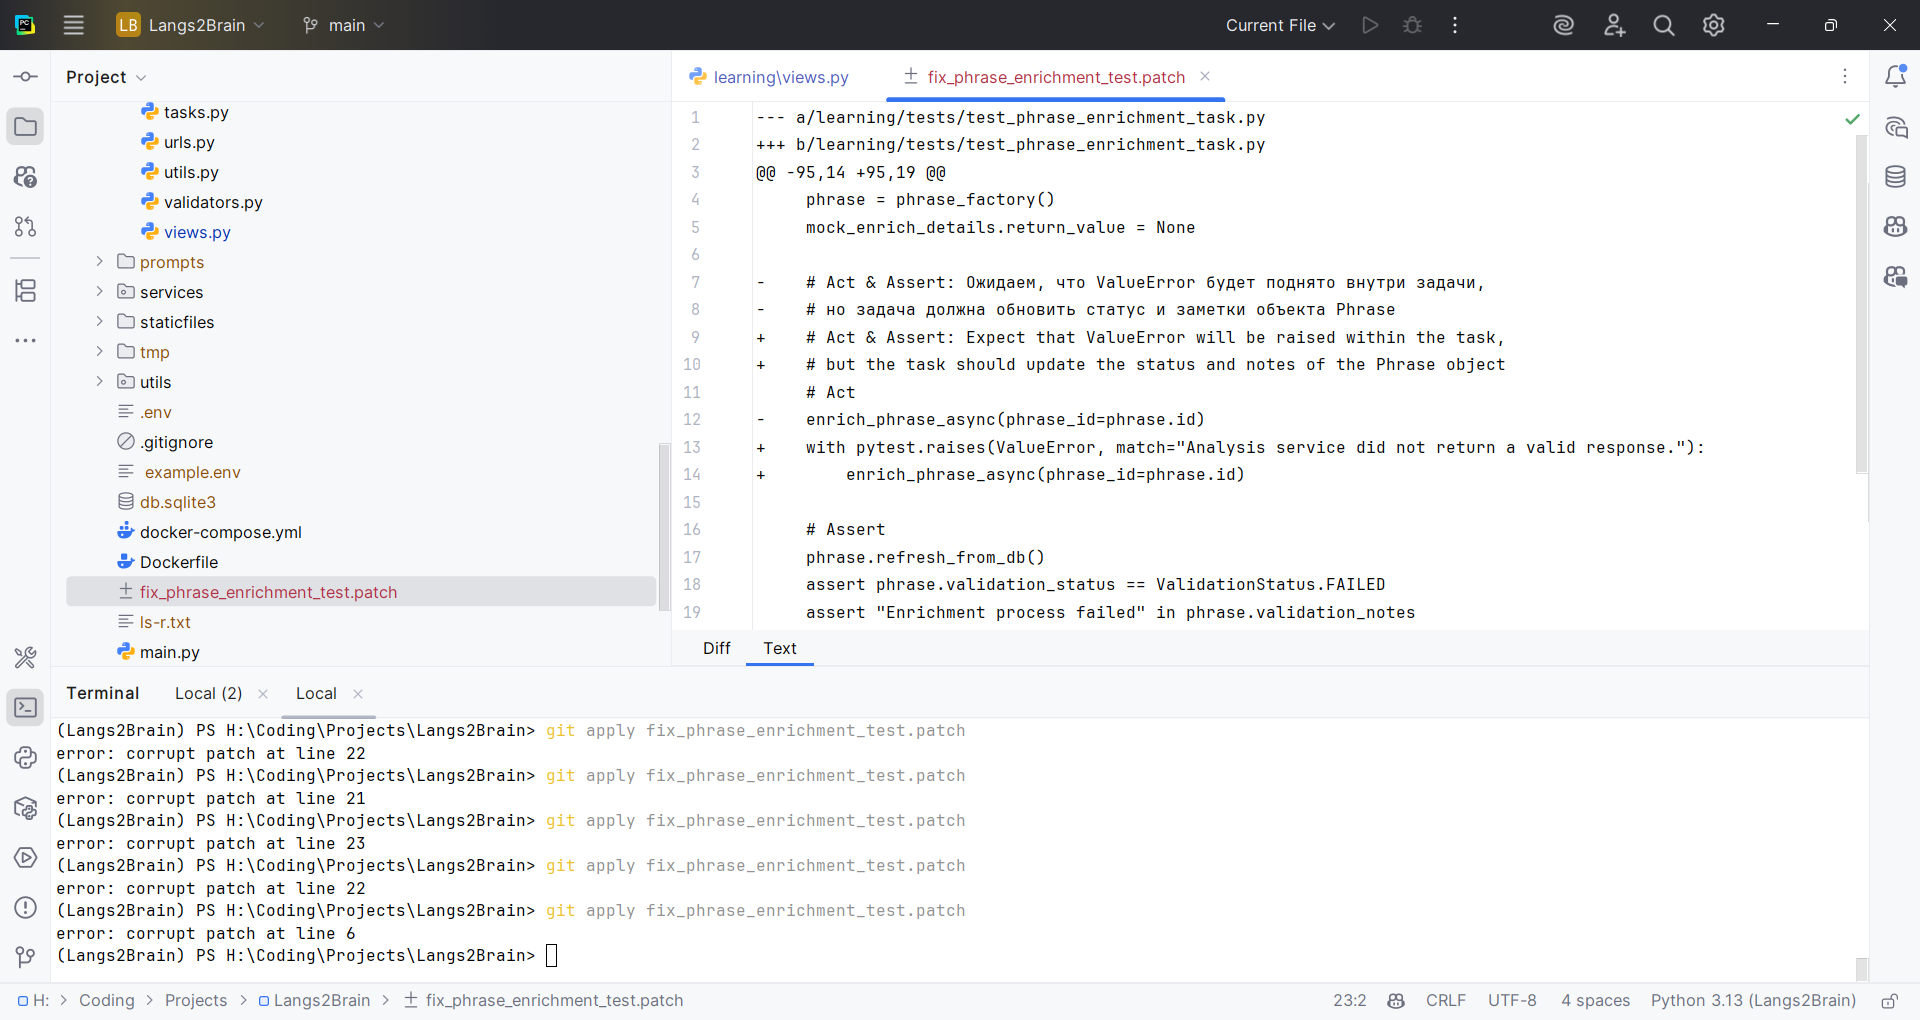 PC
LB Langs2Brain main Current File
Project
learning\views.py
fix_phrase_enrichment_test.patch
tasks.py
urls.py
utils.py
validators.py
views.py
prompts
services
staticfiles
tmp
utils
.env
.gitignore
example.env
db.sqlite3
docker-compose.yml
Dockerfile
fix_phrase_enrichment_test.patch
ls-r.txt
main.py
1 --- a/learning/tests/test_phrase_enrichment_task.py
2 +++ b/learning/tests/test_phrase_enrichment_task.py
3 @@ -95,14 +95,19 @@
4 phrase = phrase_factory()
5 mock_enrich_details.return_value = None
6
7 - # Act & Assert: Ожидаем, что ValueError будет поднято внутри задачи,
8 - # но задача должна обновить статус и заметки объекта Phrase
9 + # Act & Assert: Expect that ValueError will be raised within the task,
10 + # but the task should update the status and notes of the Phrase object
11 # Act
12 - enrich_phrase_async(phrase_id=phrase.id)
13 + with pytest.raises(ValueError, match="Analysis service did not return a valid response."):
14 + enrich_phrase_async(phrase_id=phrase.id)
15
16 # Assert
17 phrase.refresh_from_db()
18 assert phrase.validation_status == ValidationStatus.FAILED
19 assert "Enrichment process failed" in phrase.validation_notes
Diff Text
Terminal Local (2) Local
(Langs2Brain) PS H:\Coding\Projects\Langs2Brain> git apply fix_phrase_enrichment_test.patch
error: corrupt patch at line 22
(Langs2Brain) PS H:\Coding\Projects\Langs2Brain> git apply fix_phrase_enrichment_test.patch
error: corrupt patch at line 21
(Langs2Brain) PS H:\Coding\Projects\Langs2Brain> git apply fix_phrase_enrichment_test.patch
error: corrupt patch at line 23
(Langs2Brain) PS H:\Coding\Projects\Langs2Brain> git apply fix_phrase_enrichment_test.patch
error: corrupt patch at line 22
(Langs2Brain) PS H:\Coding\Projects\Langs2Brain> git apply fix_phrase_enrichment_test.patch
error: corrupt patch at line 6
(Langs2Brain) PS H:\Coding\Projects\Langs2Brain>
H: > Coding > Projects > Langs2Brain > fix_phrase_enrichment_test.patch 23:2 CRLF UTF-8 4 spaces Python 3.13 (Langs2Brain)